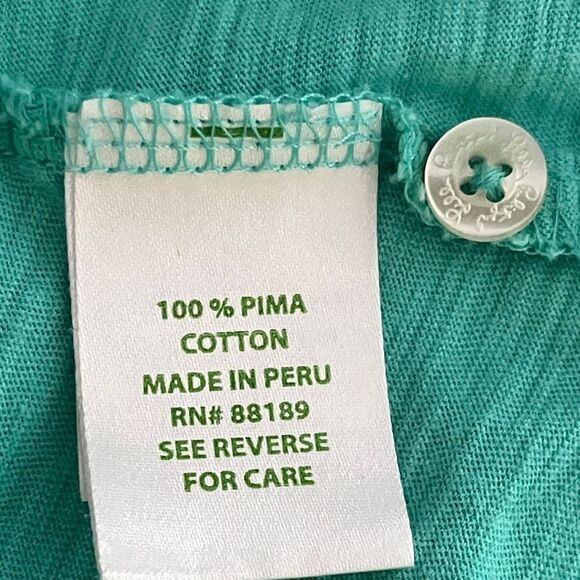 100 % PIMA
COTTON
MADE IN PERU
RN# 88189
SEE REVERSE
FOR CARE